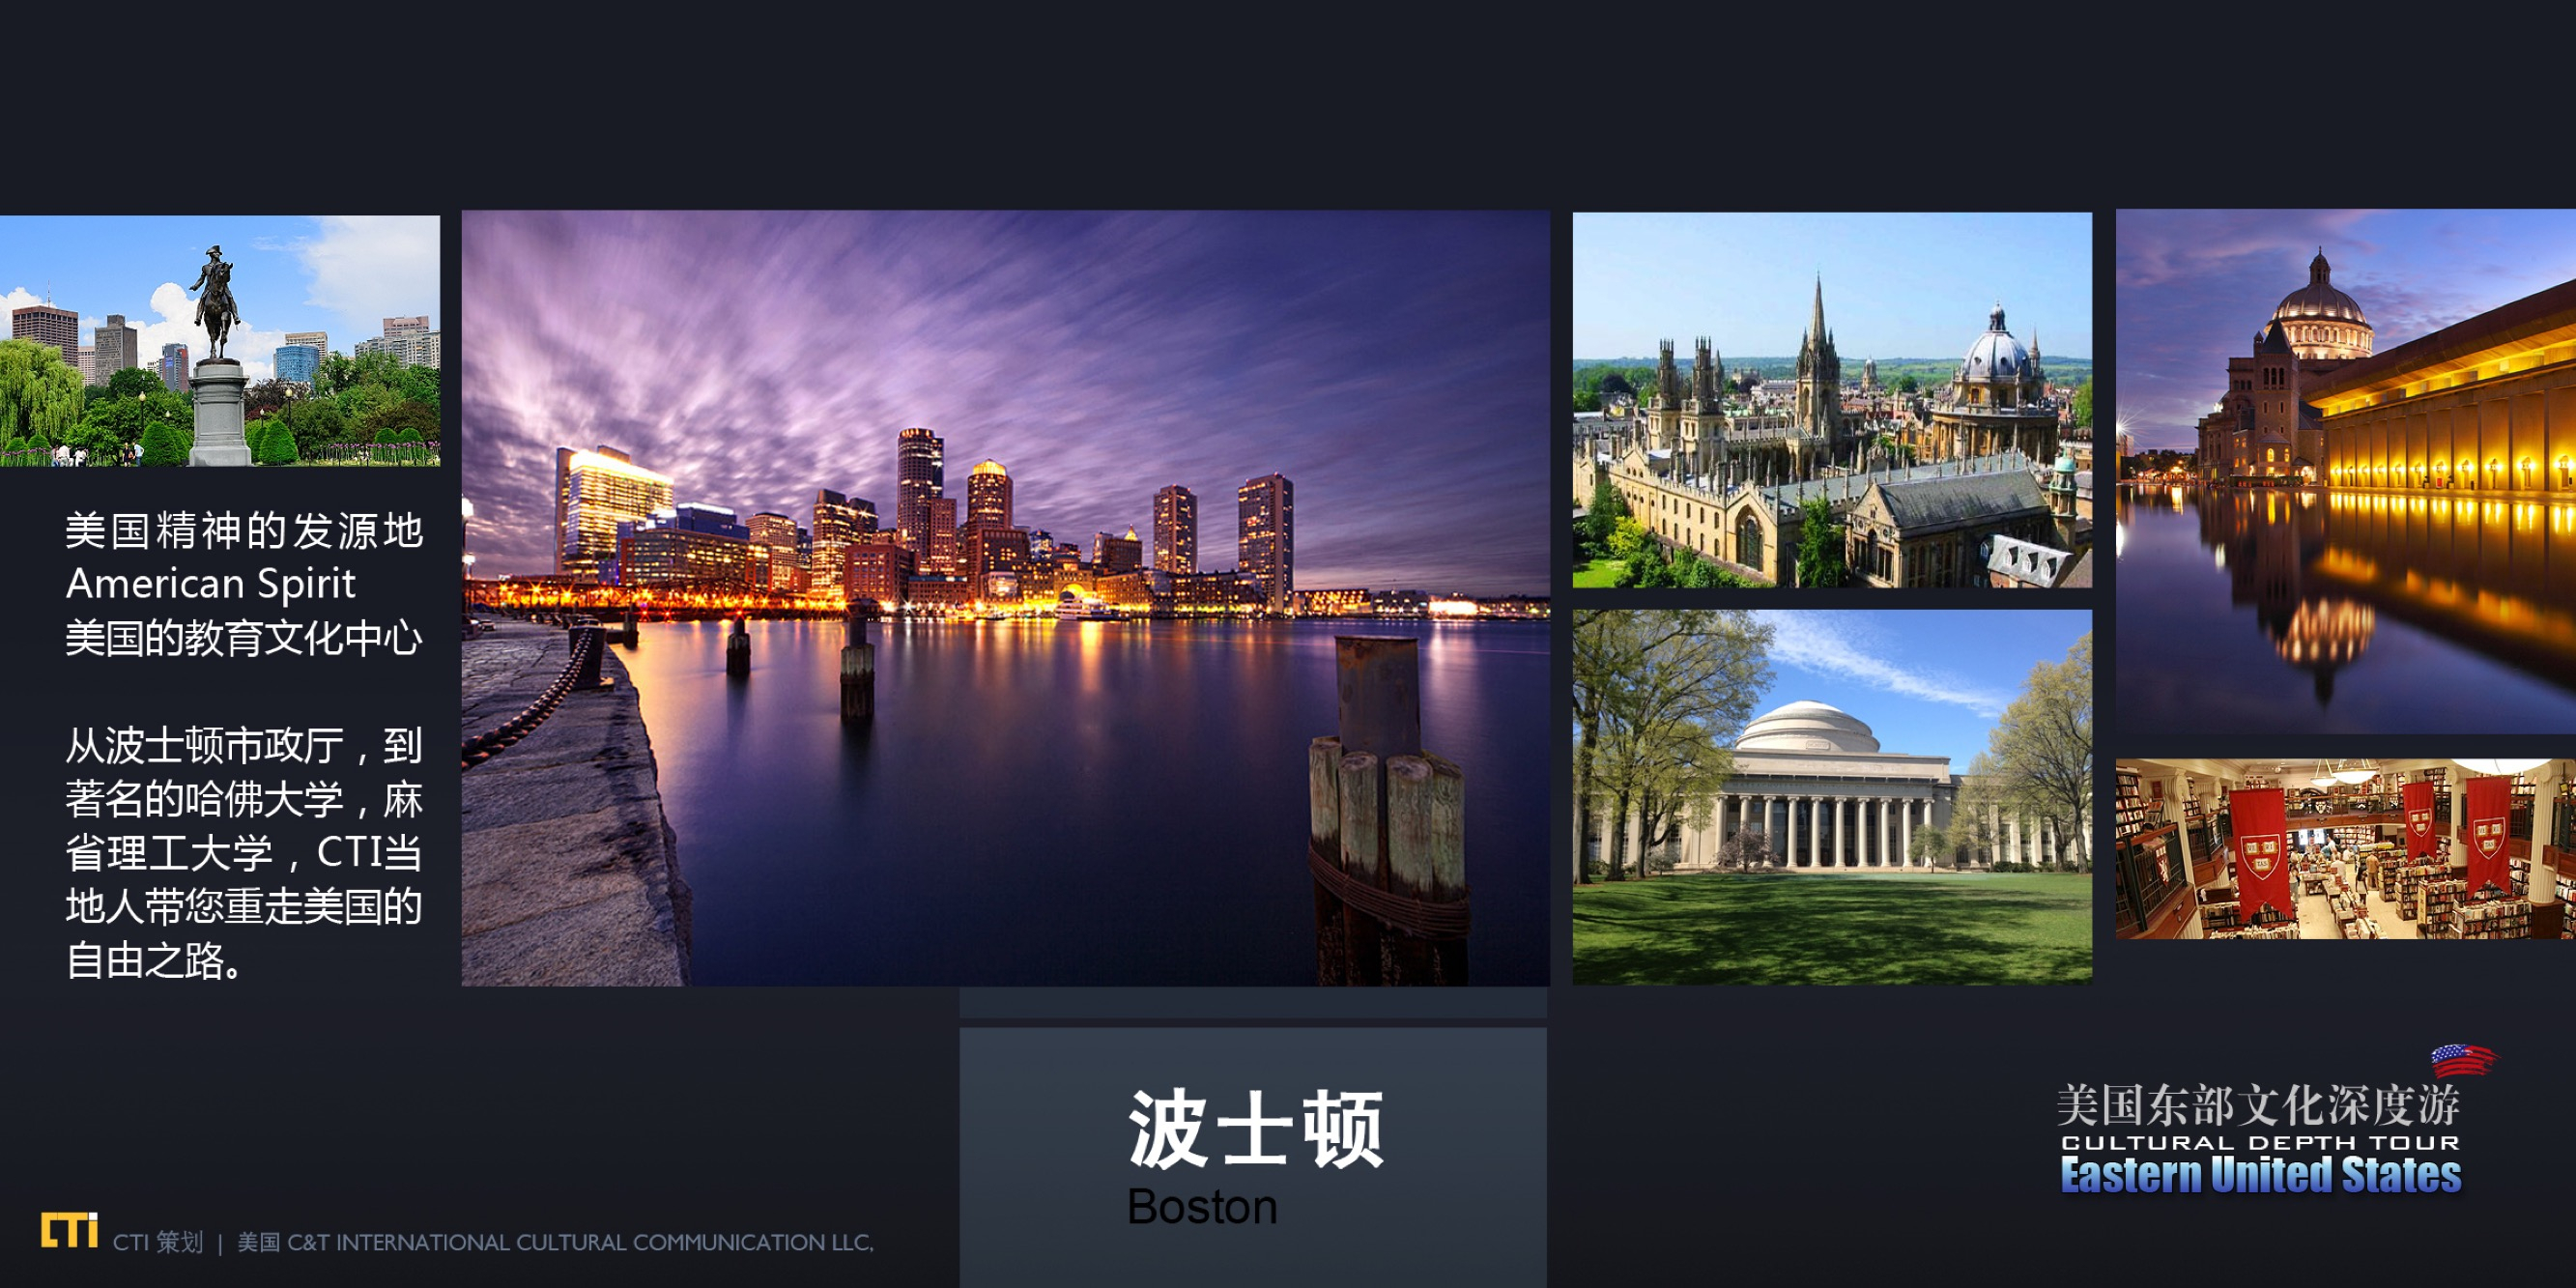 美国精神的发源地
American Spirit
美国的教育文化中心
从波士顿市政厅，到
著名的哈佛大学，麻
省理工大学，CTI当
地人带您重走美国的
自由之路。
波士顿
Boston
美国东部文化深度游
CULTURAL DEPTH TOUR
Eastern United States
CTi CTI 策划 | 美国 C&T INTERNATIONAL CULTURAL COMMUNICATION LLC,